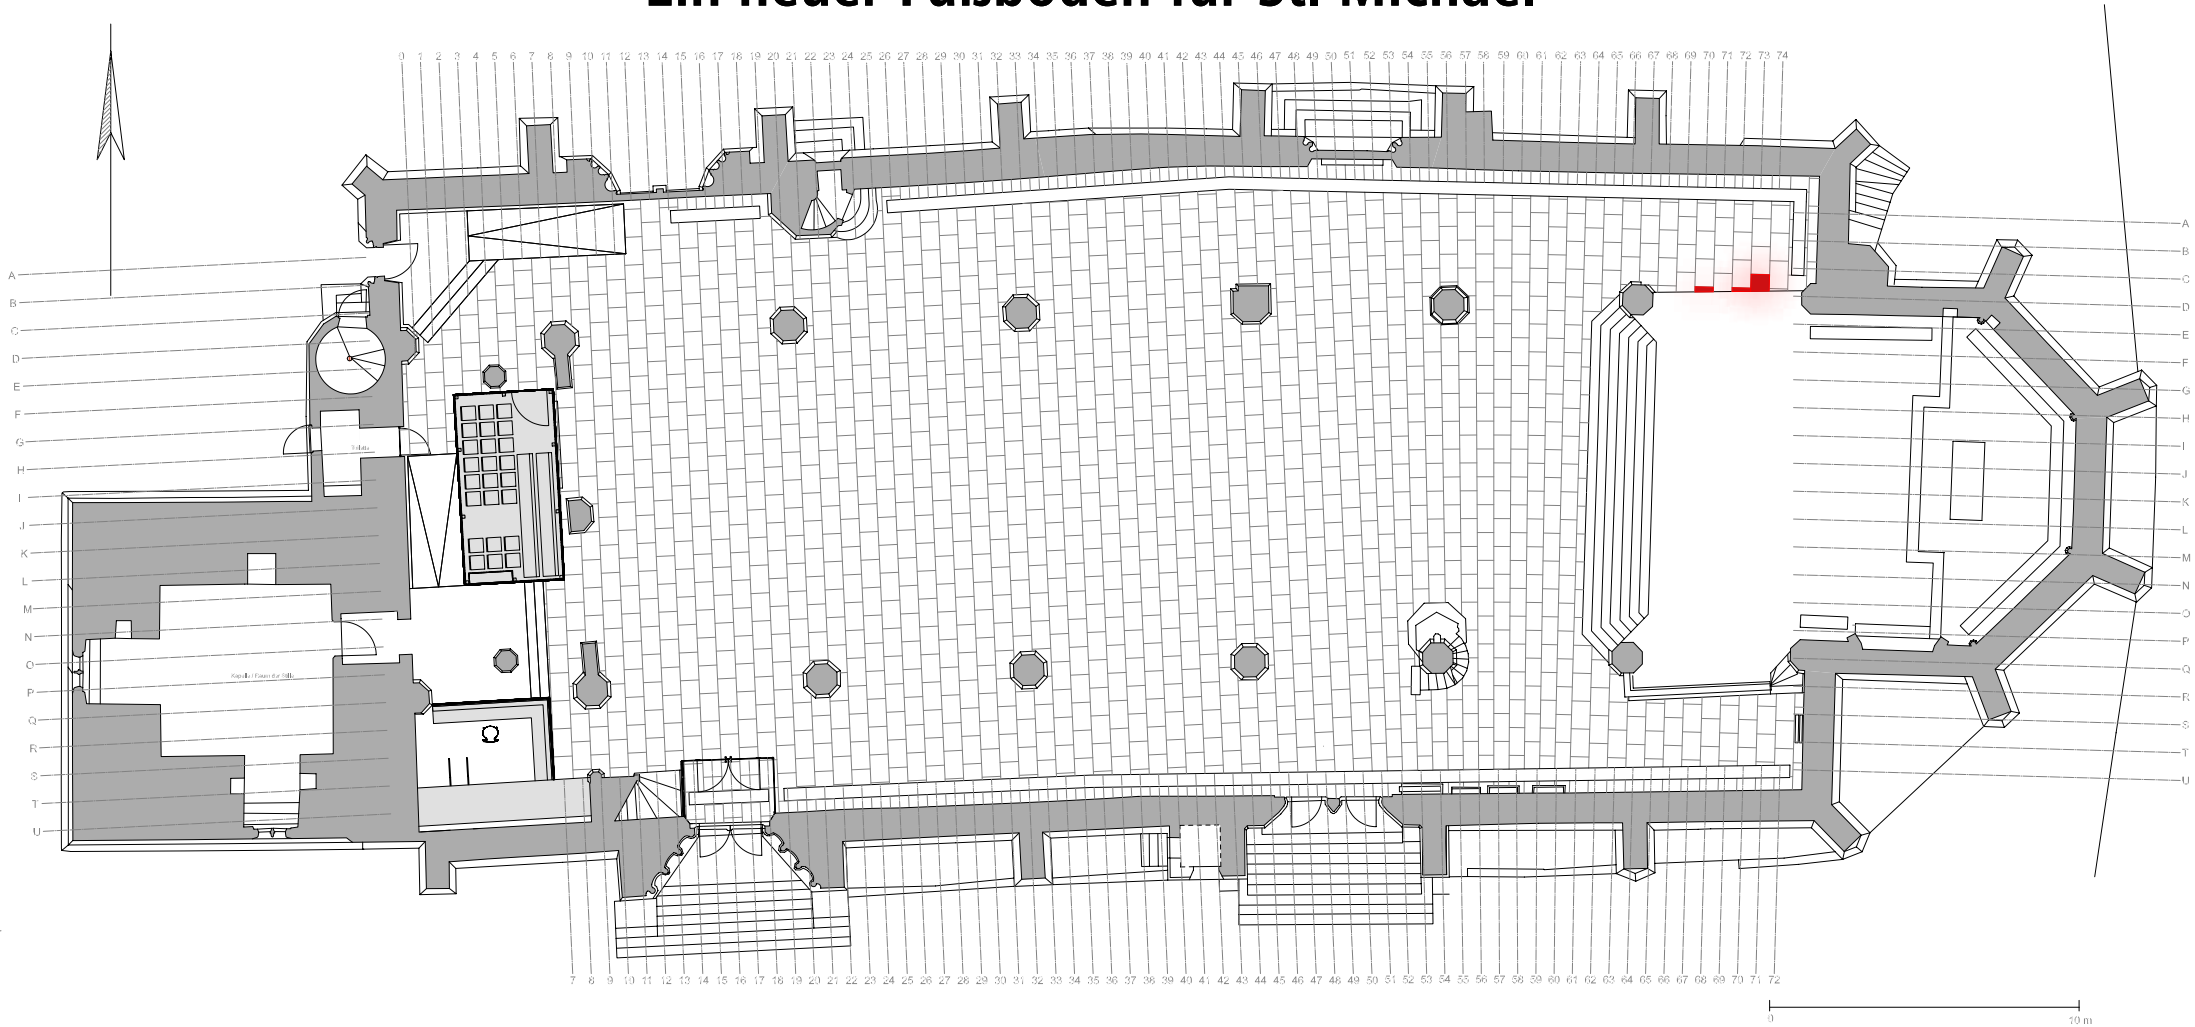 Ein neuer Fußboden für St. Michael
0 1 2 3 4 5 6 7 8 9 10 11 12 13 14 15 16 17 18 19 20 21 22 23 24 25 26 27 28 29 30 31 32 33 34 35 36 37 38 39 40 41 42 43 44 45 46 47 48 49 50 51 52 53 54 55 56 57 58 59 60 61 62 63 64 65 66 67 68 69 70 71 72 73 74
A
B
C
D
E
F
G
H
I
J
K
L
M
N
O
P
Q
R
S
T
U
Kapelle / Raum der Stille
A
B
C
D
E
F
G
H
I
J
K
L
M
N
O
P
Q
R
S
T
U
7 8 9 10 11 12 13 14 15 16 17 18 19 20 21 22 23 24 25 26 27 28 29 30 31 32 33 34 35 36 37 38 39 40 41 42 43 44 45 46 47 48 49 50 51 52 53 54 55 56 57 58 59 60 61 62 63 64 65 66 67 68 69 70 71 72
0 10 m